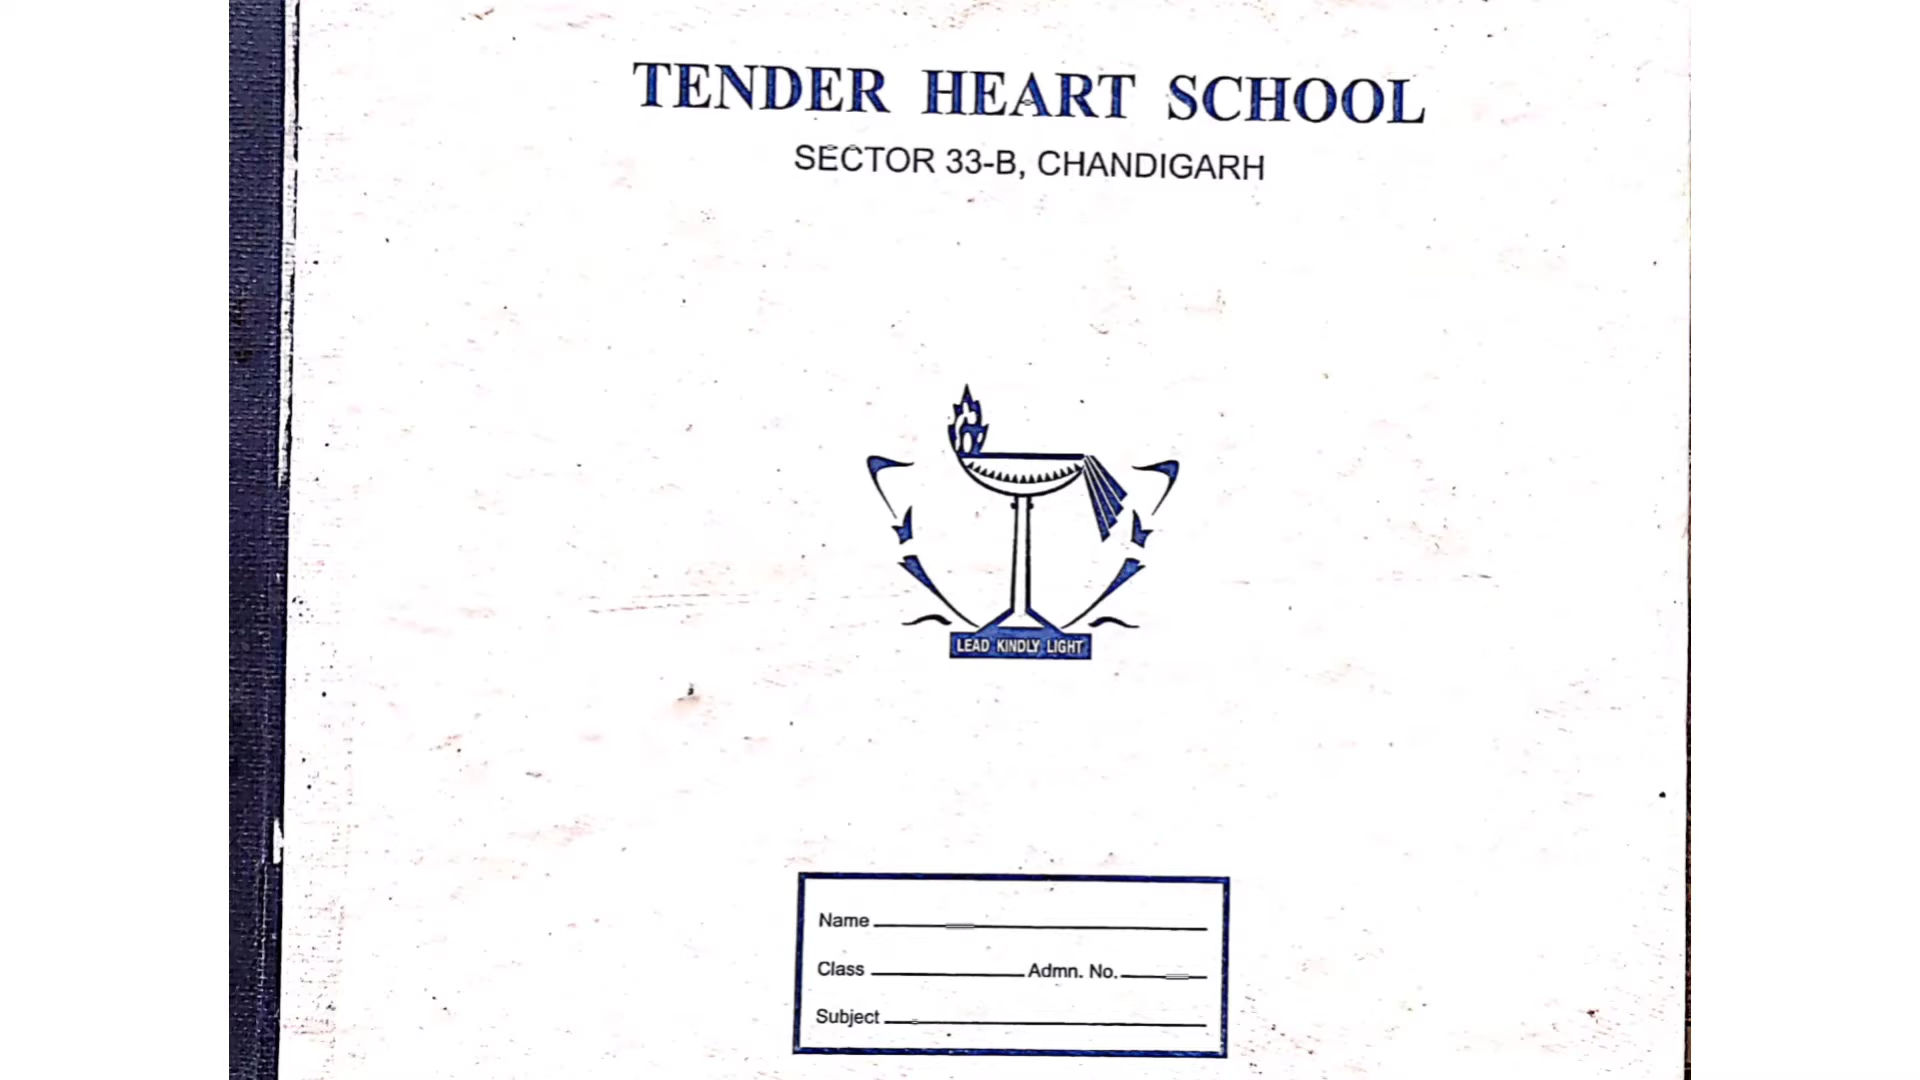 TENDER HEART SCHOOL
SECTOR 33-B, CHANDIGARH
LEAD KINDLY LIGHT
Name
Class Admn. No.
Subject